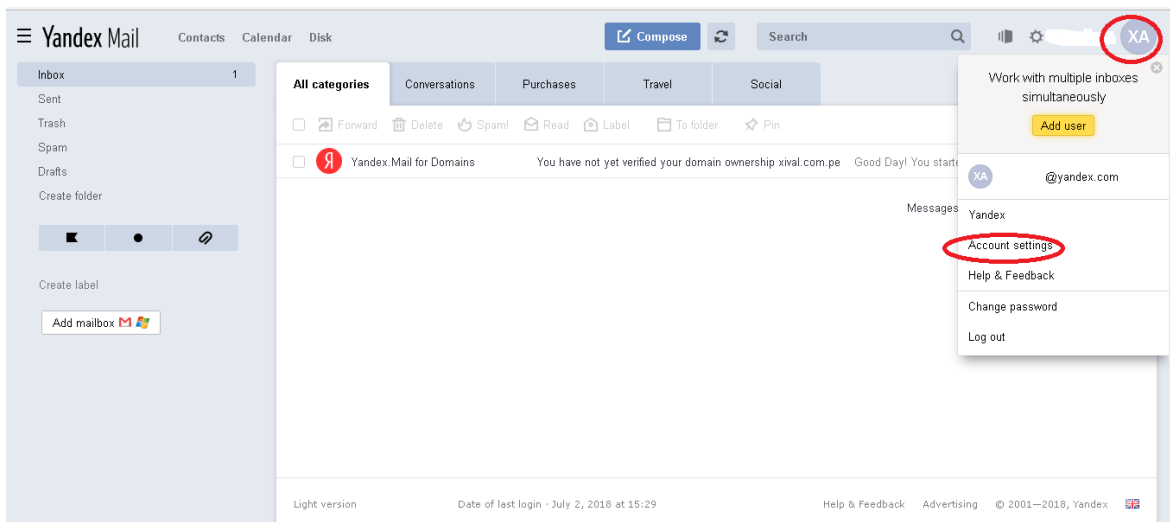 Yandex Mail Contacts Calendar Disk Compose Search XA
Inbox 1
Sent
Trash
Spam
Drafts
Create folder
Create label
Add mailbox
All categories Conversations Purchases Travel Social
Forward Delete Spam! Read Label To folder Pin
Я Yandex.Mail for Domains You have not yet verified your domain ownership xival.com.pe Good Day! You starte
Messages
Work with multiple inboxes
simultaneously
Add user
XA @yandex.com
Yandex
Account settings
Help & Feedback
Change password
Log out
Light version Date of last login · July 2, 2018 at 15:29 Help & Feedback Advertising © 2001—2018, Yandex